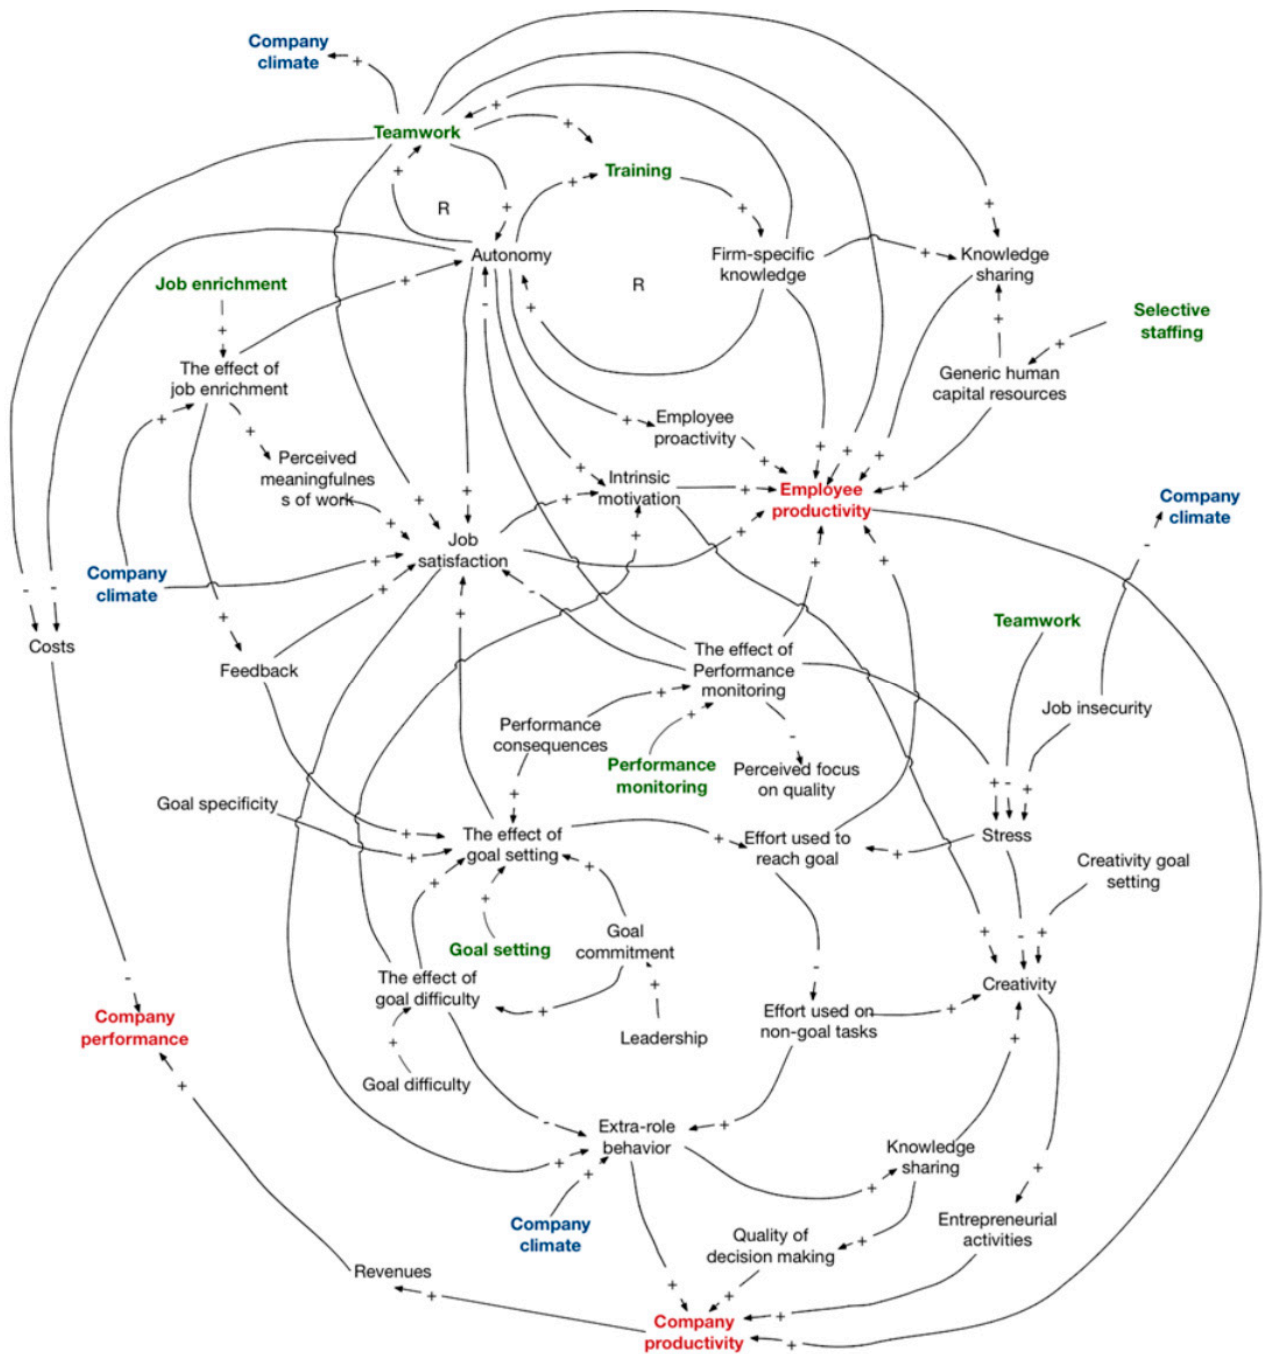 Company
climate
Teamwork
Training
R
Autonomy
Firm-specific
knowledge
Knowledge
sharing
Job enrichment
R
Selective
staffing
The effect of
job enrichment
Generic human
capital resources
Employee
proactivity
Perceived
meaningfulnes
s of work
Intrinsic
motivation
Employee
productivity
Company
climate
Job
satisfaction
Company
climate
Teamwork
Costs
Feedback
The effect of
Performance
monitoring
Job insecurity
Performance
consequences
Performance
monitoring
Perceived focus
on quality
Goal specificity
The effect of
goal setting
Effort used to
reach goal
Stress
Creativity goal
setting
Goal setting
Goal
commitment
The effect of
goal difficulty
Creativity
Company
performance
Leadership
Effort used on
non-goal tasks
Goal difficulty
Extra-role
behavior
Knowledge
sharing
Company
climate
Quality of
decision making
Entrepreneurial
activities
Revenues
Company
productivity